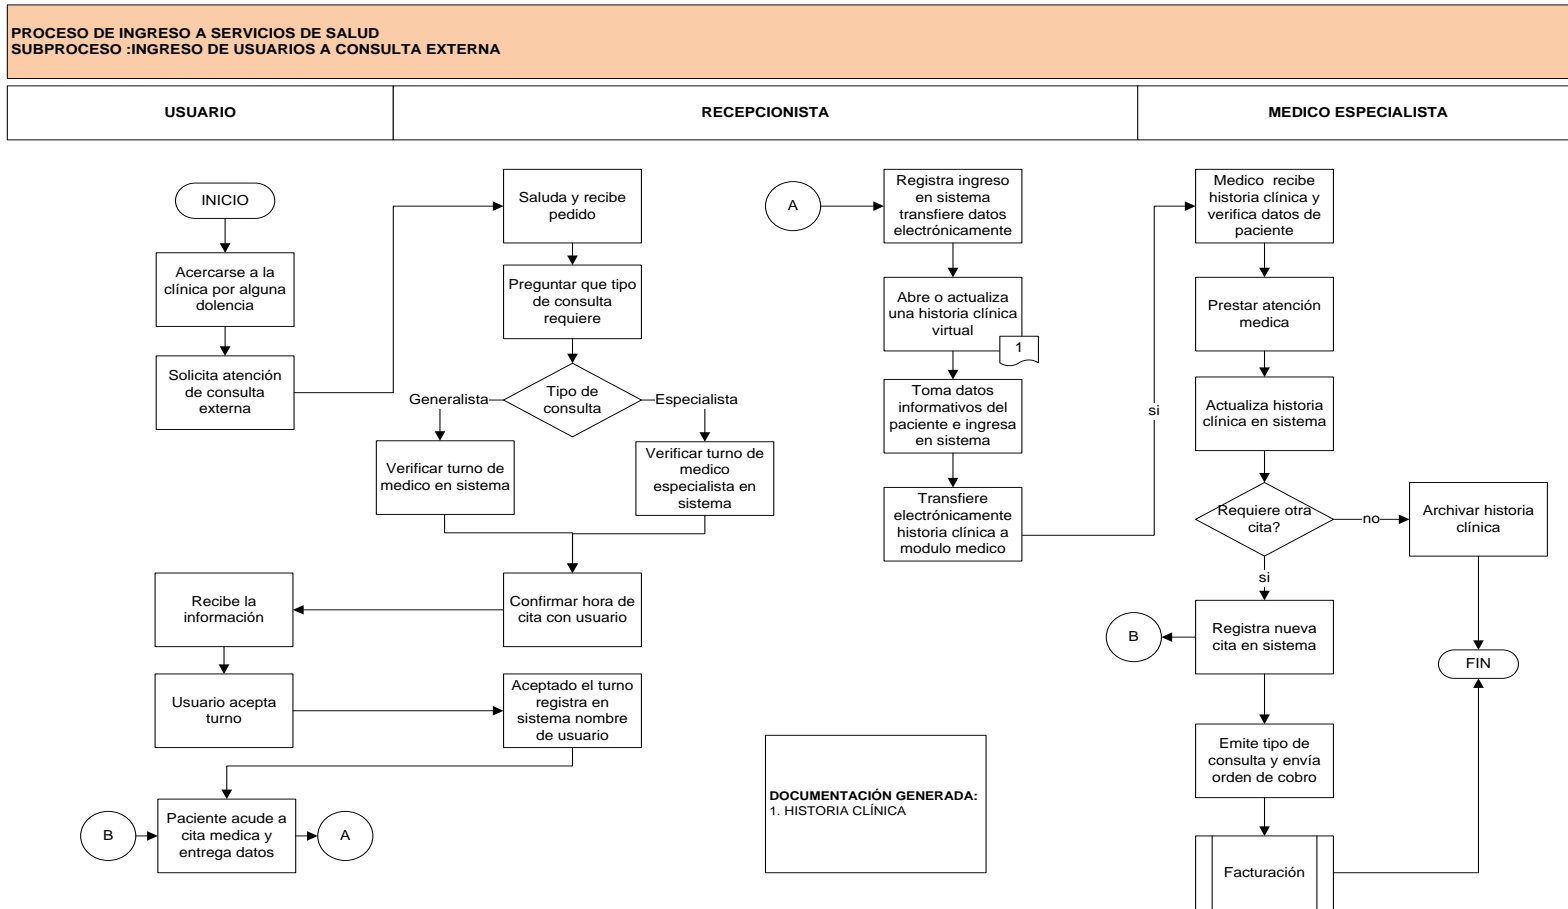 PROCESO DE INGRESO A SERVICIOS DE SALUD
SUBPROCESO :INGRESO DE USUARIOS A CONSULTA EXTERNA
USUARIO
RECEPCIONISTA
MEDICO ESPECIALISTA
INICIO
Acercarse a la
clínica por alguna
dolencia
Solicita atención
de consulta
externa
Saluda y recibe
pedido
Preguntar que tipo
de consulta
requiere
Tipo de
consulta
Generalista
Especialista
Verificar turno de
medico en sistema
Verificar turno de
medico
especialista en
sistema
Confirmar hora de
cita con usuario
Recibe la
información
Usuario acepta
turno
Aceptado el turno
registra en
sistema nombre
de usuario
B
Paciente acude a
cita medica y
entrega datos
A
A
Registra ingreso
en sistema
transfiere datos
electrónicamente
Abre o actualiza
una historia clínica
virtual
1
Toma datos
informativos del
paciente e ingresa
en sistema
Transfiere
electrónicamente
historia clínica a
modulo medico
si
DOCUMENTACIÓN GENERADA:
1. HISTORIA CLÍNICA
Medico recibe
historia clínica y
verifica datos de
paciente
Prestar atención
medica
Actualiza historia
clínica en sistema
Requiere otra
cita?
no
Archivar historia
clínica
si
Registra nueva
cita en sistema
B
FIN
Emite tipo de
consulta y envía
orden de cobro
Facturación